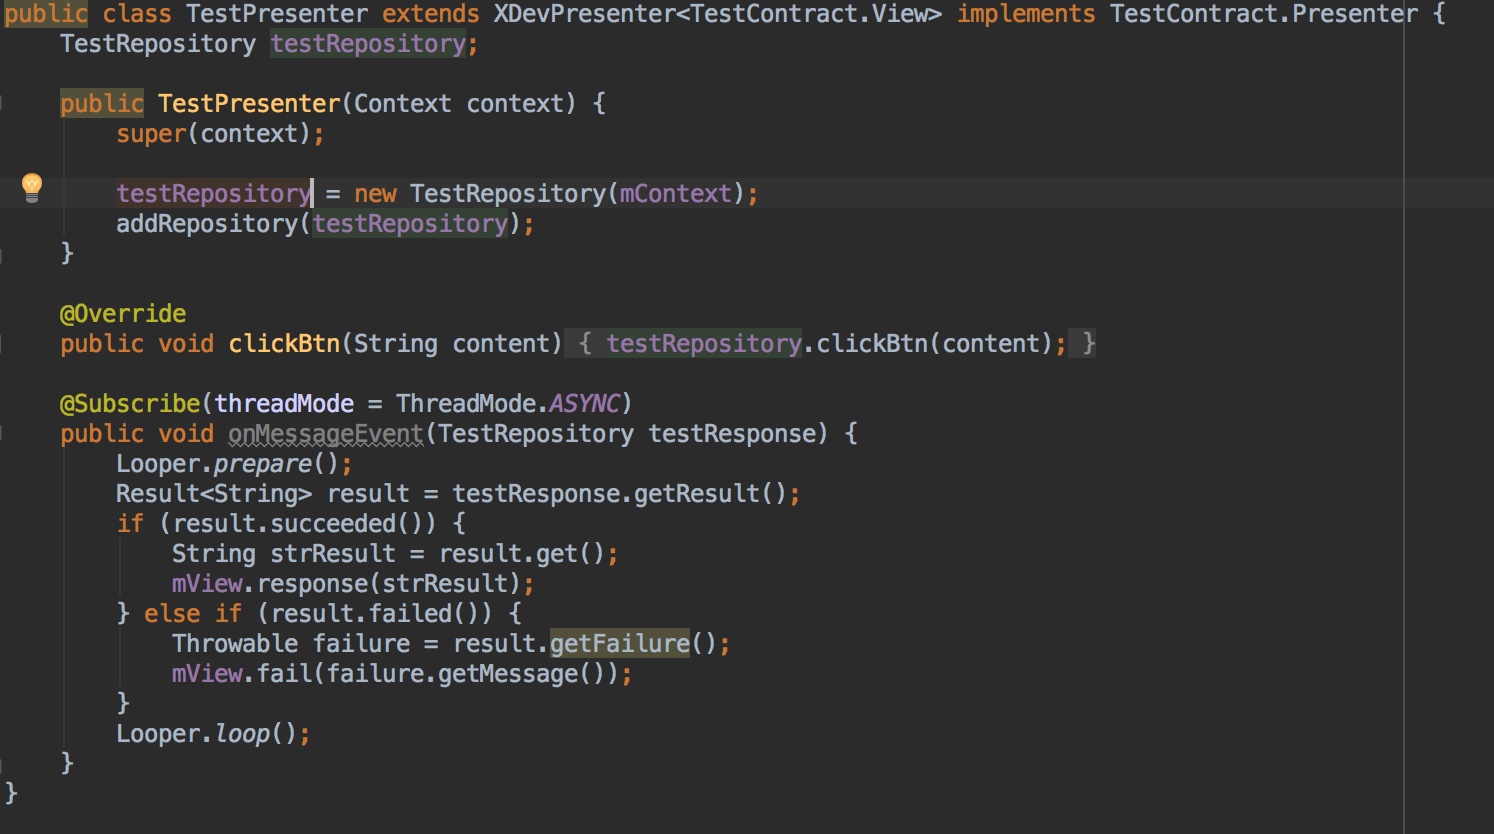 public class TestPresenter extends XDevPresenter<TestContract.View> implements TestContract.Presenter {
    TestRepository testRepository;

    public TestPresenter(Context context) {
        super(context);

        testRepository = new TestRepository(mContext);
        addRepository(testRepository);
    }

    @Override
    public void clickBtn(String content) { testRepository.clickBtn(content); }

    @Subscribe(threadMode = ThreadMode.ASYNC)
    public void onMessageEvent(TestRepository testResponse) {
        Looper.prepare();
        Result<String> result = testResponse.getResult();
        if (result.succeeded()) {
            String strResult = result.get();
            mView.response(strResult);
        } else if (result.failed()) {
            Throwable failure = result.getFailure();
            mView.fail(failure.getMessage());
        }
        Looper.loop();
    }
}